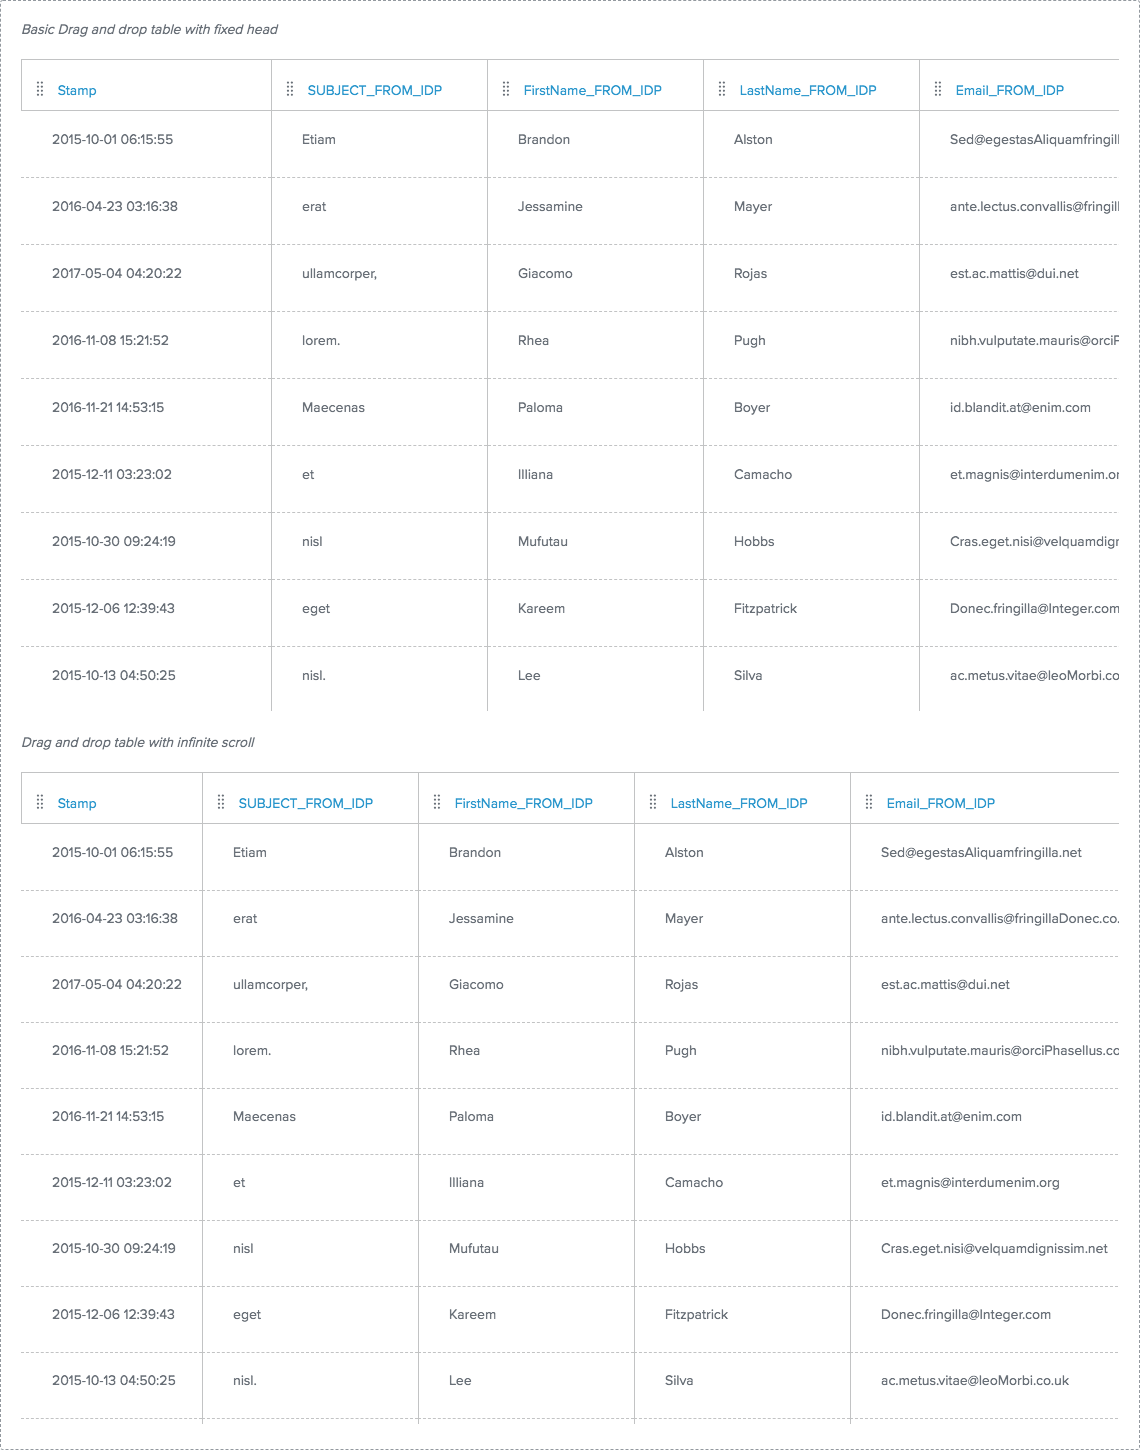 Basic Drag and drop table with fixed head
Stamp SUBJECT_FROM_IDP FirstName_FROM_IDP LastName_FROM_IDP Email_FROM_IDP
2015-10-01 06:15:55 Etiam Brandon Alston Sed@egestasAliquamfringill
2016-04-23 03:16:38 erat Jessamine Mayer ante.lectus.convallis@fringill
2017-05-04 04:20:22 ullamcorper, Giacomo Rojas est.ac.mattis@dui.net
2016-11-08 15:21:52 lorem. Rhea Pugh nibh.vulputate.mauris@orciP
2016-11-21 14:53:15 Maecenas Paloma Boyer id.blandit.at@enim.com
2015-12-11 03:23:02 et Illiana Camacho et.magnis@interdumenim.or
2015-10-30 09:24:19 nisl Mufutau Hobbs Cras.eget.nisi@velquamdigr
2015-12-06 12:39:43 eget Kareem Fitzpatrick Donec.fringilla@Integer.com
2015-10-13 04:50:25 nisl. Lee Silva ac.metus.vitae@leoMorbi.co
Drag and drop table with infinite scroll
Stamp SUBJECT_FROM_IDP FirstName_FROM_IDP LastName_FROM_IDP Email_FROM_IDP
2015-10-01 06:15:55 Etiam Brandon Alston Sed@egestasAliquamfringilla.net
2016-04-23 03:16:38 erat Jessamine Mayer ante.lectus.convallis@fringillaDonec.co.
2017-05-04 04:20:22 ullamcorper, Giacomo Rojas est.ac.mattis@dui.net
2016-11-08 15:21:52 lorem. Rhea Pugh nibh.vulputate.mauris@orciPhasellus.co
2016-11-21 14:53:15 Maecenas Paloma Boyer id.blandit.at@enim.com
2015-12-11 03:23:02 et Illiana Camacho et.magnis@interdumenim.org
2015-10-30 09:24:19 nisl Mufutau Hobbs Cras.eget.nisi@velquamdignissim.net
2015-12-06 12:39:43 eget Kareem Fitzpatrick Donec.fringilla@Integer.com
2015-10-13 04:50:25 nisl. Lee Silva ac.metus.vitae@leoMorbi.co.uk